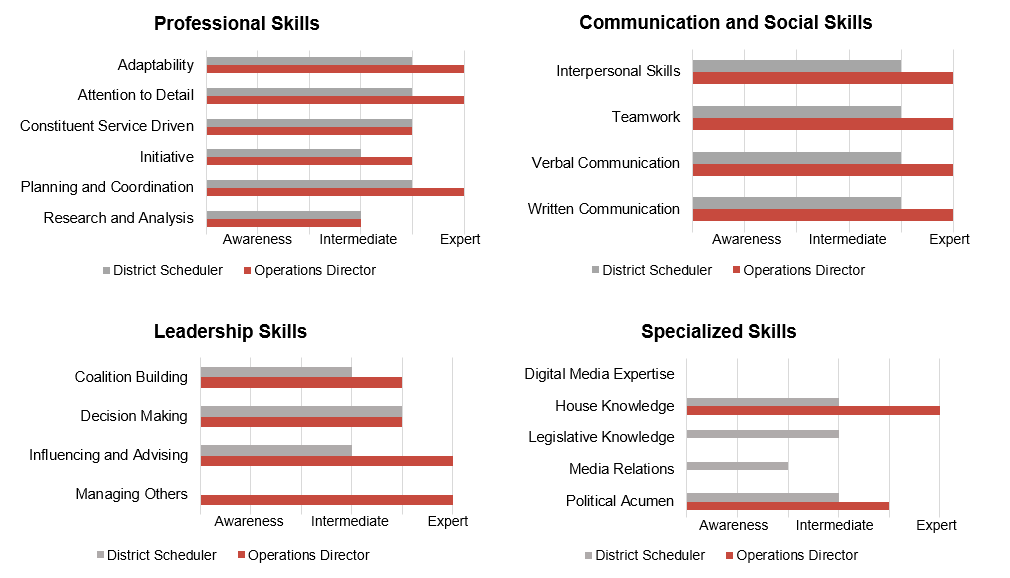 Professional Skills
Adaptability
Attention to Detail
Constituent Service Driven
Initiative
Planning and Coordination
Research and Analysis
Awareness Intermediate Expert
District Scheduler Operations Director
Communication and Social Skills
Interpersonal Skills
Teamwork
Verbal Communication
Written Communication
Awareness Intermediate Expert
District Scheduler Operations Director
Leadership Skills
Coalition Building
Decision Making
Influencing and Advising
Managing Others
Awareness Intermediate Expert
District Scheduler Operations Director
Specialized Skills
Digital Media Expertise
House Knowledge
Legislative Knowledge
Media Relations
Political Acumen
Awareness Intermediate Expert
District Scheduler Operations Director